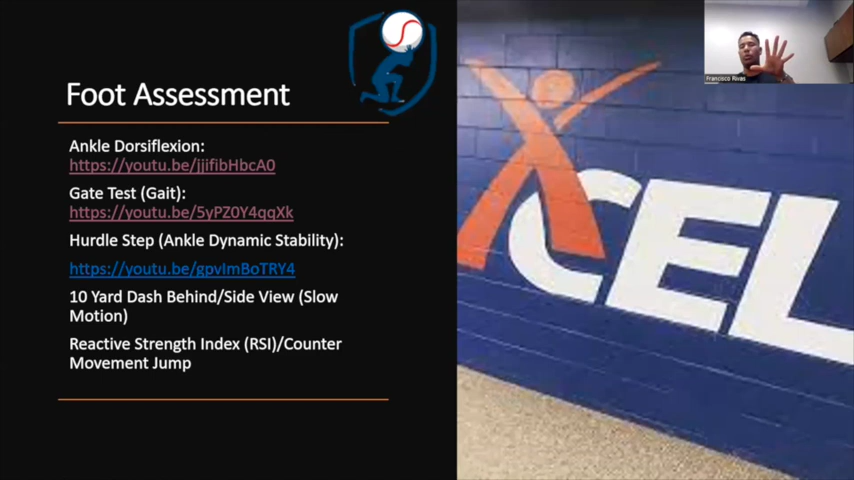 Foot Assessment
Ankle Dorsiflexion:
https://youtu.be/jjifibHbcA0
Gate Test (Gait):
https://youtu.be/5yPZ0Y4qqXk
Hurdle Step (Ankle Dynamic Stability):
https://youtu.be/gpvImBoTRY4
10 Yard Dash Behind/Side View (Slow
Motion)
Reactive Strength Index (RSI)/Counter
Movement Jump
XCEL
Francisco Rivas